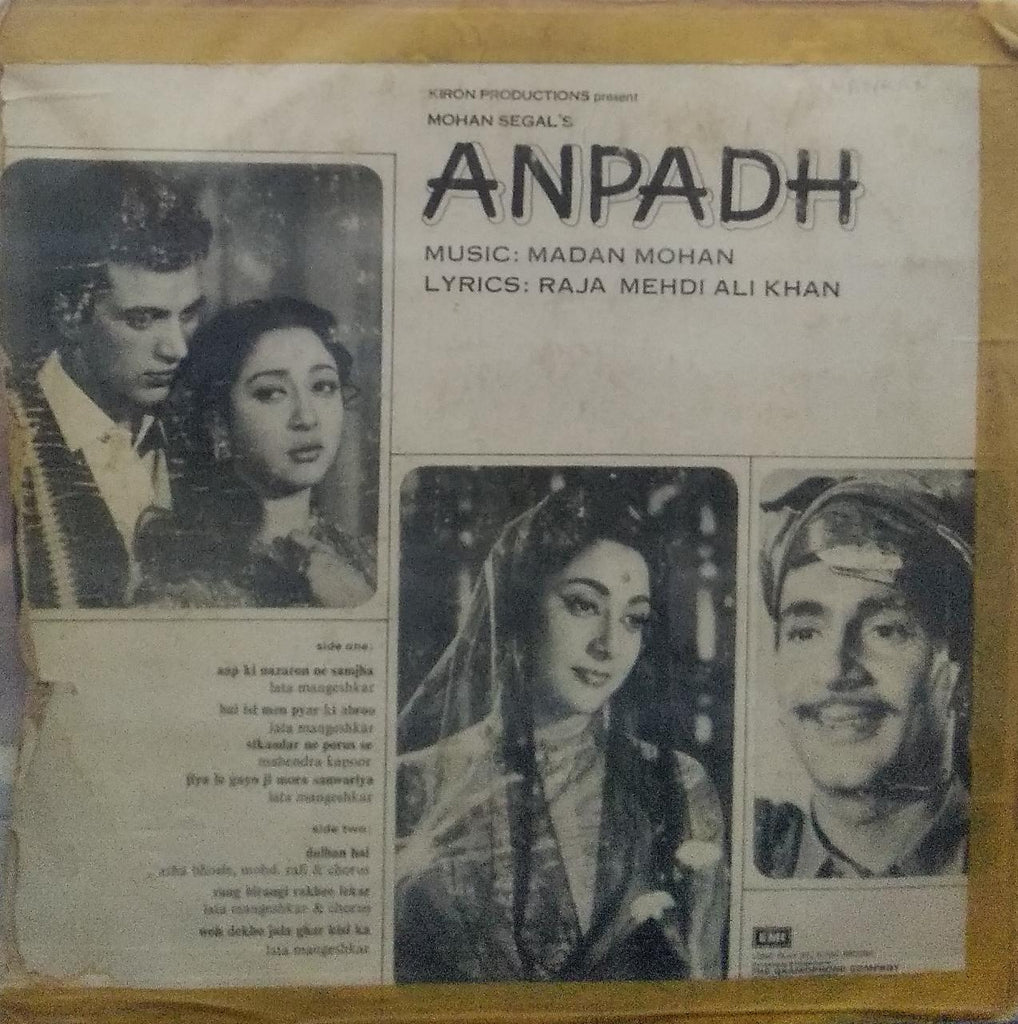 KIRON PRODUCTIONS present
MOHAN SEGAL'S
ANPADH
MUSIC: MADAN MOHAN
LYRICS: RAJA MEHDI ALI KHAN
side one:
aap ki nazaron ne samjha
lata mangeshkar
hai isi men pyar ki abroo
lata mangeshkar
sikandar ne porus se
mahendra kapoor
jiya le gayo ji mora sanwariya
lata mangeshkar
side two:
dulhan
asha bhosle, mohd. rafi & chorus
rang birangi rakhee lekar
lata mangeshkar & chorus
woh dekho jala ghar kisi ka
lata mangeshkar
EMI
THE GRAMOPHONE COMPANY